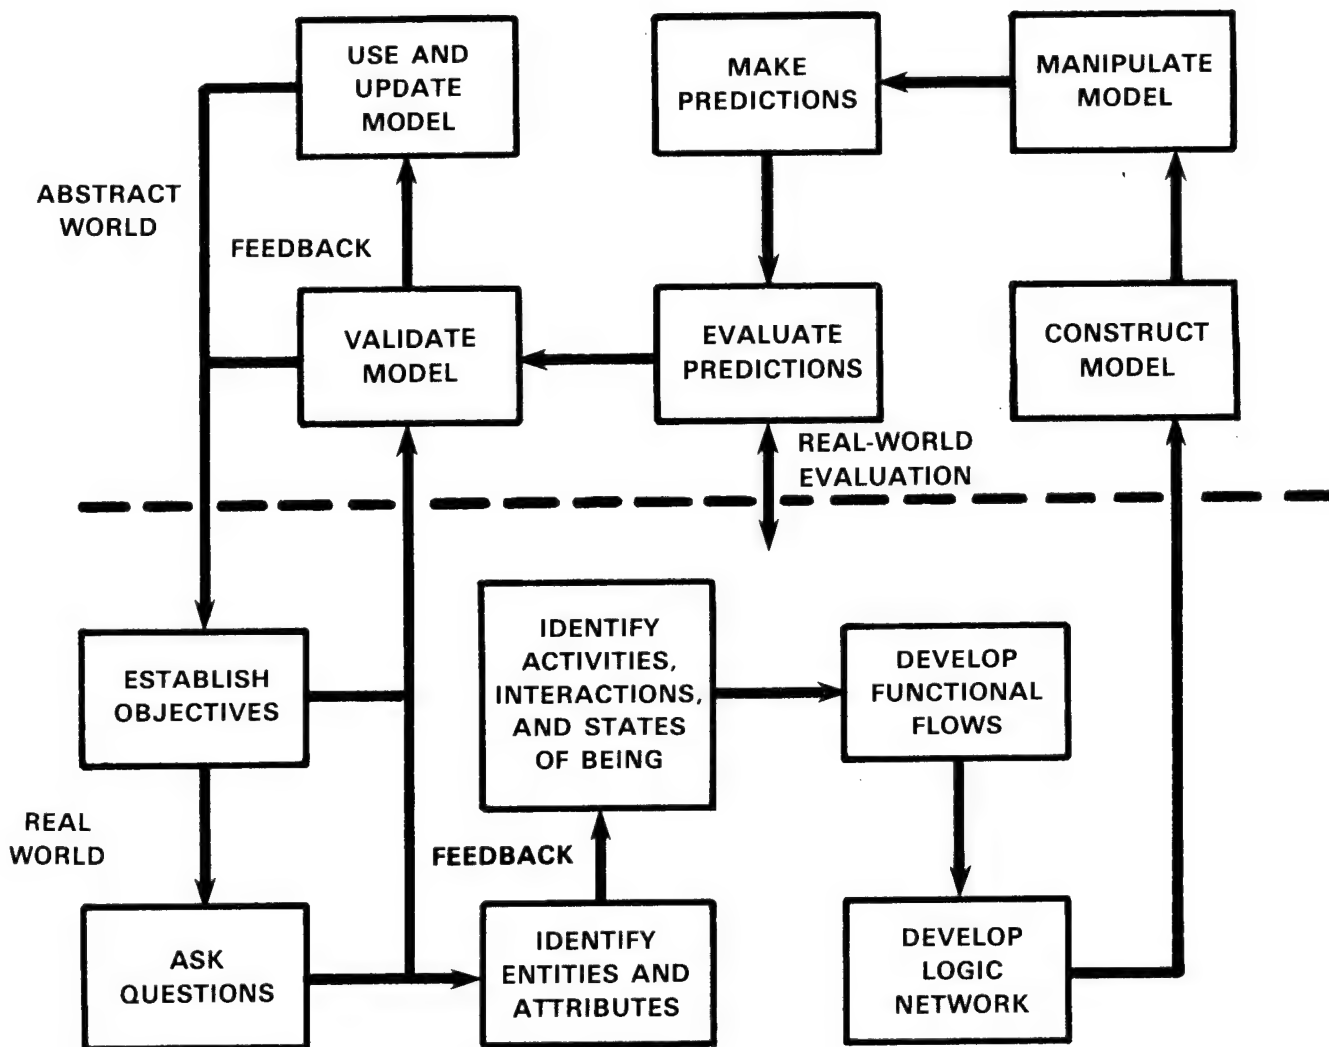 USE AND
UPDATE
MODEL
MAKE
PREDICTIONS
MANIPULATE
MODEL
ABSTRACT
WORLD
FEEDBACK
VALIDATE
MODEL
EVALUATE
PREDICTIONS
CONSTRUCT
MODEL
REAL-WORLD
EVALUATION
ESTABLISH
OBJECTIVES
IDENTIFY
ACTIVITIES,
INTERACTIONS,
AND STATES
OF BEING
DEVELOP
FUNCTIONAL
FLOWS
REAL
WORLD
FEEDBACK
ASK
QUESTIONS
IDENTIFY
ENTITIES AND
ATTRIBUTES
DEVELOP
LOGIC
NETWORK